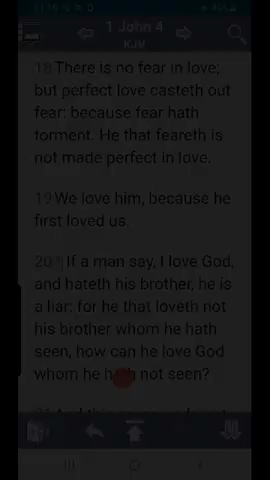 1 John 4
KJV
18 There is no fear in love;
but perfect love casteth out
fear: because fear hath
torment. He that feareth is
not made perfect in love.
19 We love him, because he
first loved us.
20 ¶ If a man say, I love God,
and hateth his brother, he is
a liar: for he that loveth not
his brother whom he hath
seen, how can he love God
whom he hath not seen?